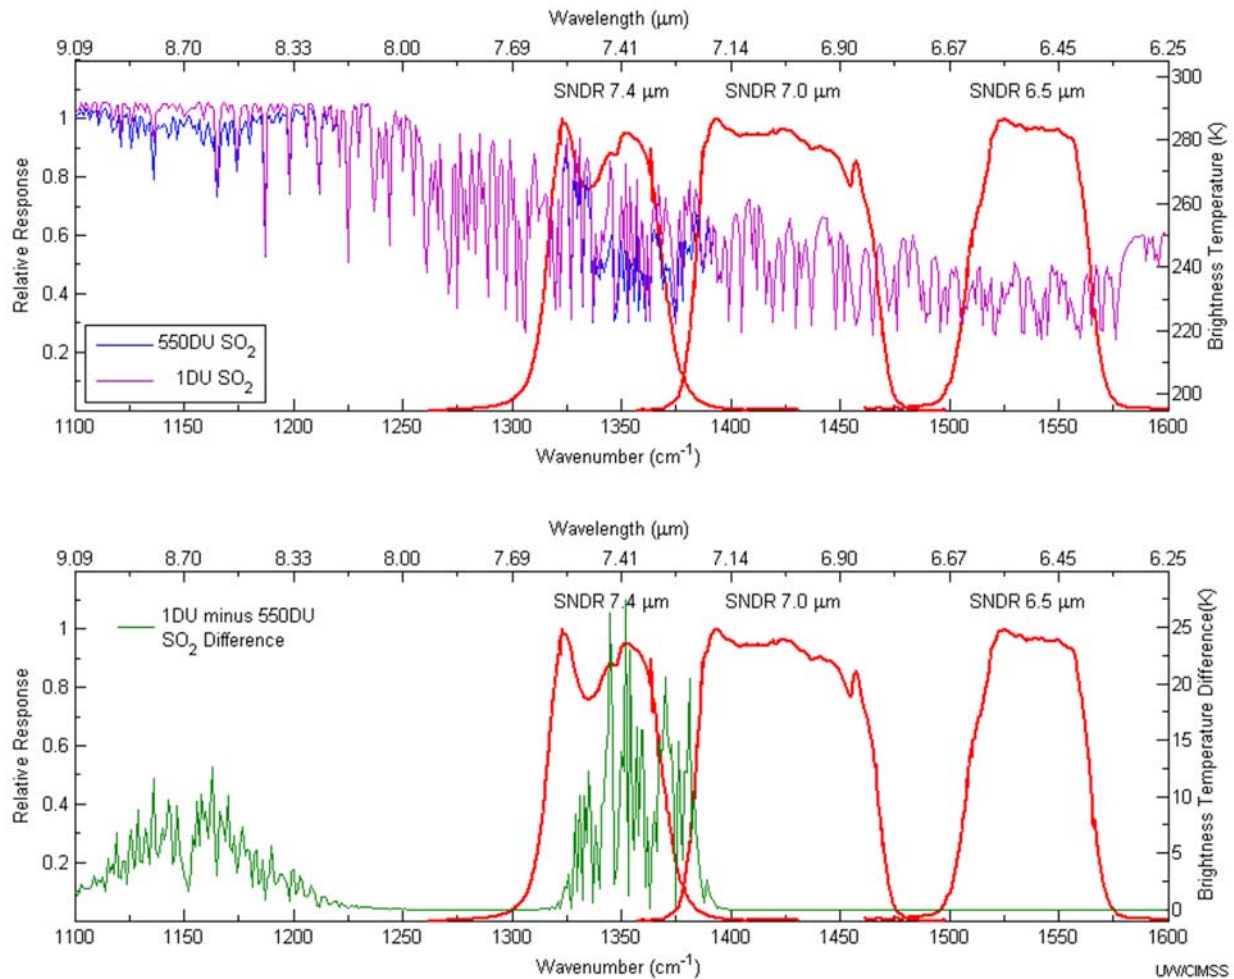 Wavelength (μm)
9.09 8.70 8.33 8.00 7.69 7.41 7.14 6.90 6.67 6.45 6.25
SNDR 7.4 μm SNDR 7.0 μm SNDR 6.5 μm
Relative Response
1
0.8
0.6
0.4
0.2
550DU SO2
1DU SO2
300
280
260
240
220
200
Brightness Temperature (K)
1100 1150 1200 1250 1300 1350 1400 1450 1500 1550 1600
Wavenumber (cm-1)
Wavelength (μm)
9.09 8.70 8.33 8.00 7.69 7.41 7.14 6.90 6.67 6.45 6.25
SNDR 7.4 μm SNDR 7.0 μm SNDR 6.5 μm
1DU minus 550DU
SO2 Difference
Relative Response
1
0.8
0.6
0.4
0.2
25
20
15
10
5
0
Brightness Temperature Difference(K)
1100 1150 1200 1250 1300 1350 1400 1450 1500 1550 1600
Wavenumber (cm-1)
UW/CIMSS